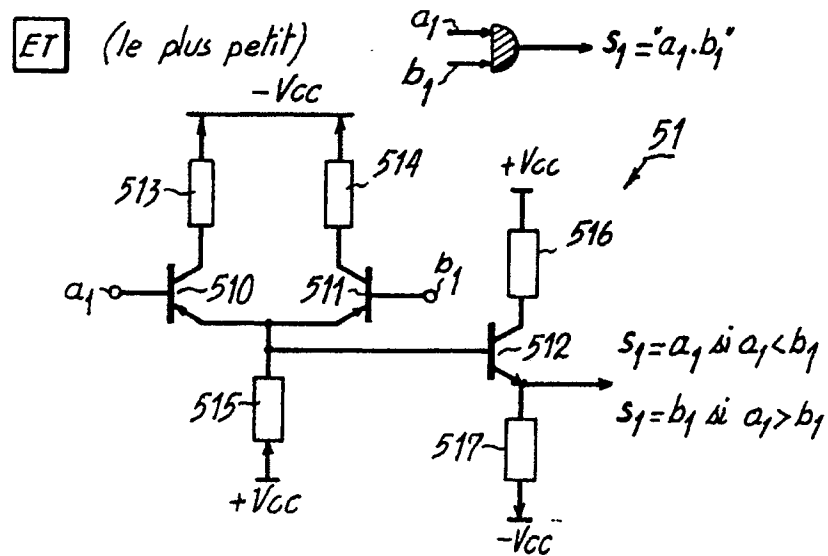 ET (le plus petit)
a1
b1
s1="a1.b1"
-Vcc
51
+Vcc
513
514
516
a1
510
511
b1
512
s1=a1 si a1<b1
s1=b1 si a1>b1
515
517
+Vcc
-Vcc